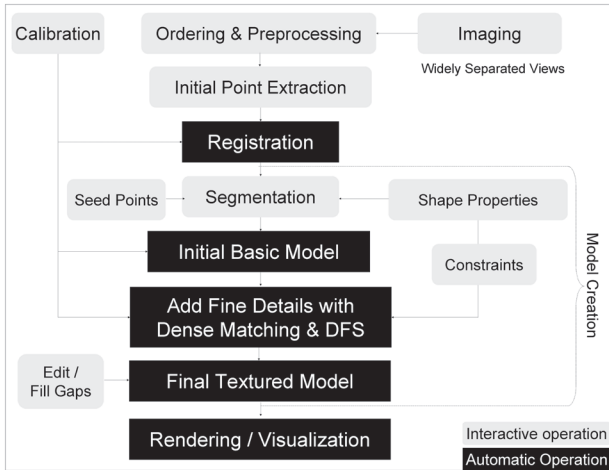 Calibration
Ordering & Preprocessing
Imaging
Widely Separated Views
Initial Point Extraction
Registration
Seed Points
Segmentation
Shape Properties
Initial Basic Model
Constraints
Model Creation
Add Fine Details with
Dense Matching & DFS
Edit /
Fill Gaps
Final Textured Model
Rendering / Visualization
Interactive operation
Automatic Operation